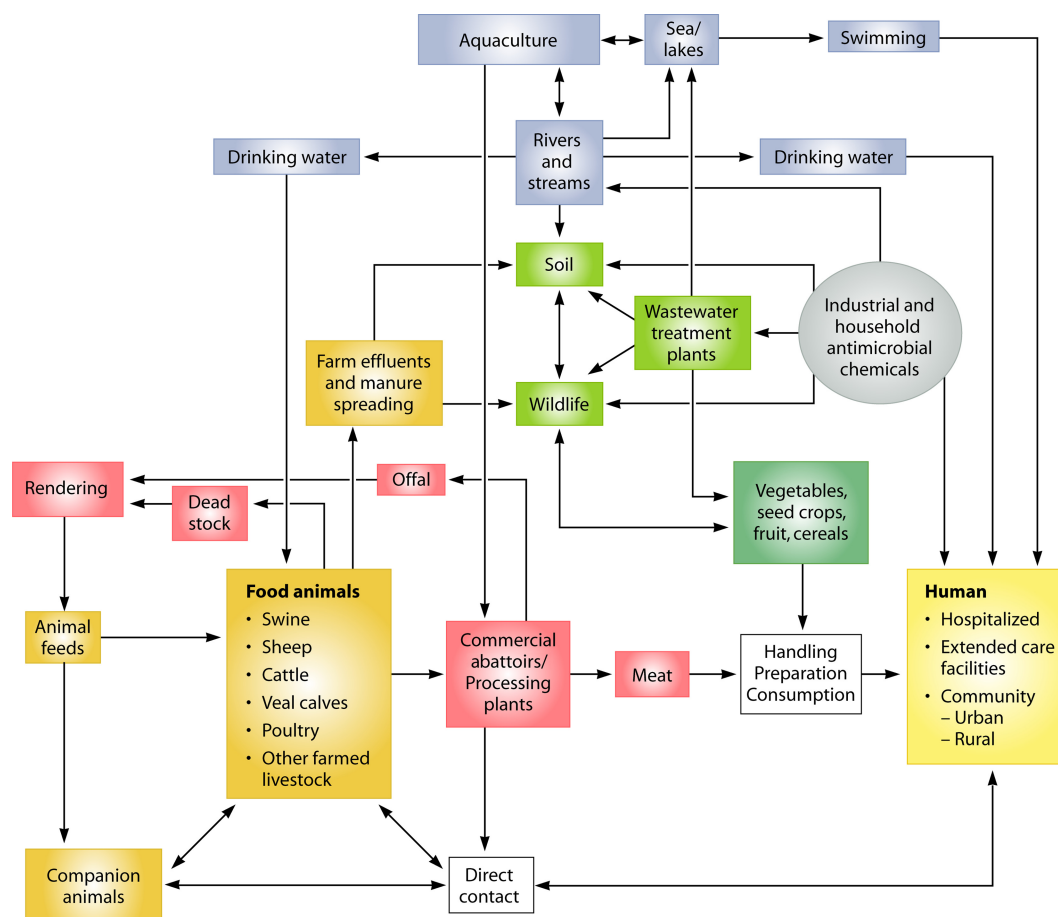 Aquaculture
Sea/
lakes
Swimming
Drinking water
Rivers
and
streams
Drinking water
Soil
Wastewater
treatment
plants
Industrial and
household
antimicrobial
chemicals
Farm effluents
and manure
spreading
Wildlife
Rendering
Offal
Dead
stock
Vegetables,
seed crops,
fruit, cereals
Animal
feeds
Food animals
• Swine
• Sheep
• Cattle
• Veal calves
• Poultry
• Other farmed
livestock
Commercial
abattoirs/
Processing
plants
Meat
Handling
Preparation
Consumption
Human
• Hospitalized
• Extended care
facilities
• Community
– Urban
– Rural
Companion
animals
Direct
contact